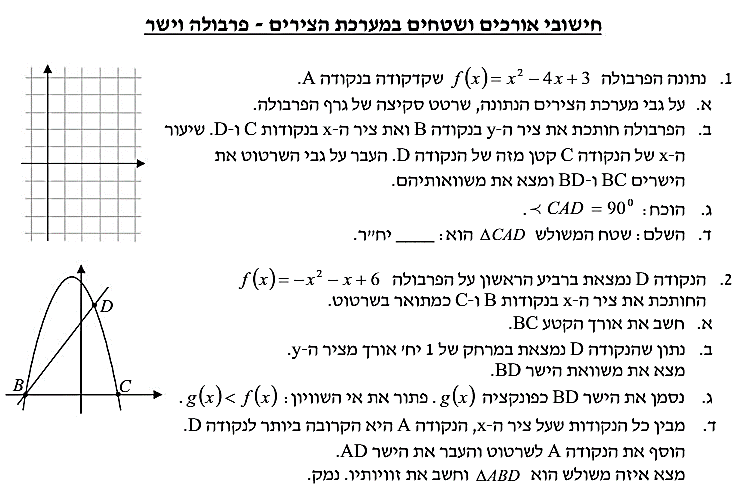 חישובי אורכים ושטחים במערכת הצירים - פרבולה וישר
1. נתונה הפרבולה f(x) = x² − 4x + 3 שקדקודה בנקודה A.
א. על גבי מערכת הצירים הנתונה, שרטט סקיצה של גרף הפרבולה.
ב. הפרבולה חותכת את ציר ה-y בנקודה B ואת ציר ה-x בנקודות C ו-D. שיעור
ה-x של הנקודה C קטן מזה של הנקודה D. העבר על גבי השרטוט את
הישרים BC ו-BD ומצא את משוואותיהם.
ג. הוכח: ≺ CAD = 90⁰.
ד. השלם: שטח המשולש ΔCAD הוא: ____ יח"ר.
2. הנקודה D נמצאת ברביע הראשון על הפרבולה f(x) = −x² − x + 6
החותכת את ציר ה-x בנקודות B ו-C כמתואר בשרטוט.
א. חשב את אורך הקטע BC.
ב. נתון שהנקודה D נמצאת במרחק של 1 יח' אורך מציר ה-y.
מצא את משוואת הישר BD.
ג. נסמן את הישר BD כפונקציה g(x). פתור את אי השוויון: g(x) < f(x).
ד. מבין כל הנקודות שעל ציר ה-x, הנקודה A היא הקרובה ביותר לנקודה D.
הוסף את הנקודה A לשרטוט והעבר את הישר AD.
מצא איזה משולש הוא ΔABD וחשב את זוויותיו. נמק.
D
B
C